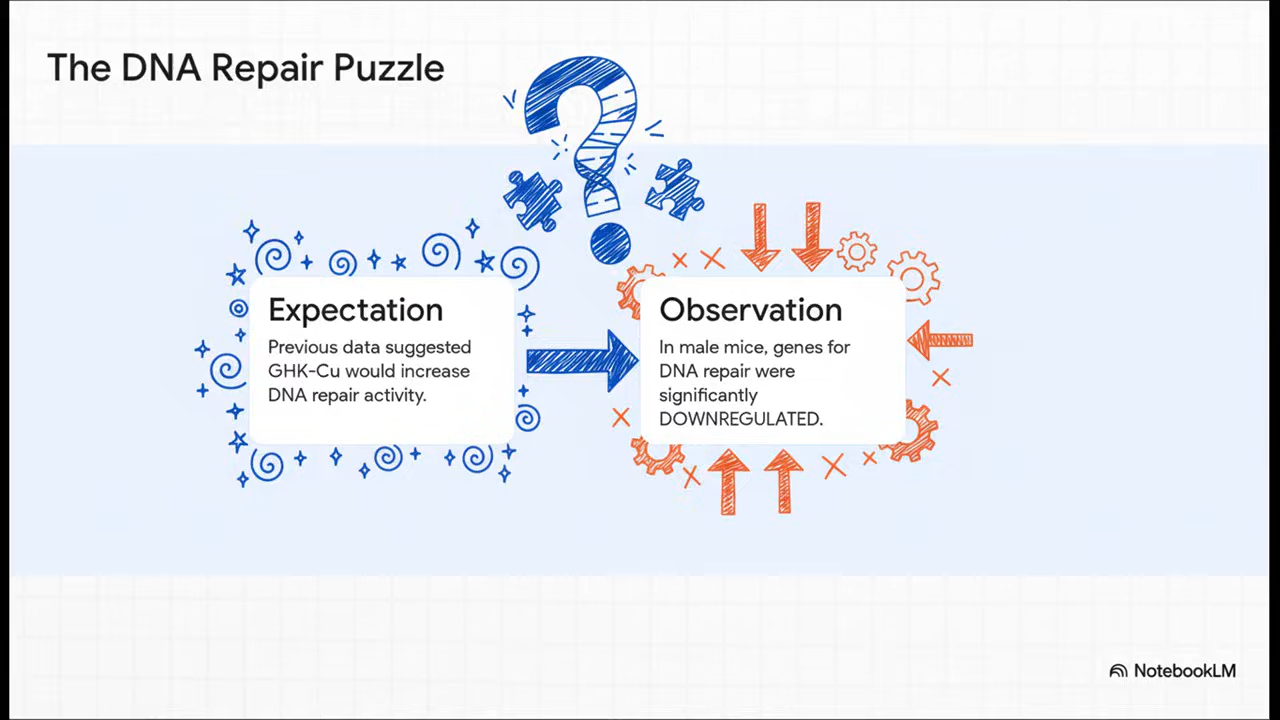 The DNA Repair Puzzle
Expectation
Previous data suggested
GHK-Cu would increase
DNA repair activity.
Observation
In male mice, genes for
DNA repair were
significantly
DOWNREGULATED.
NotebookLM